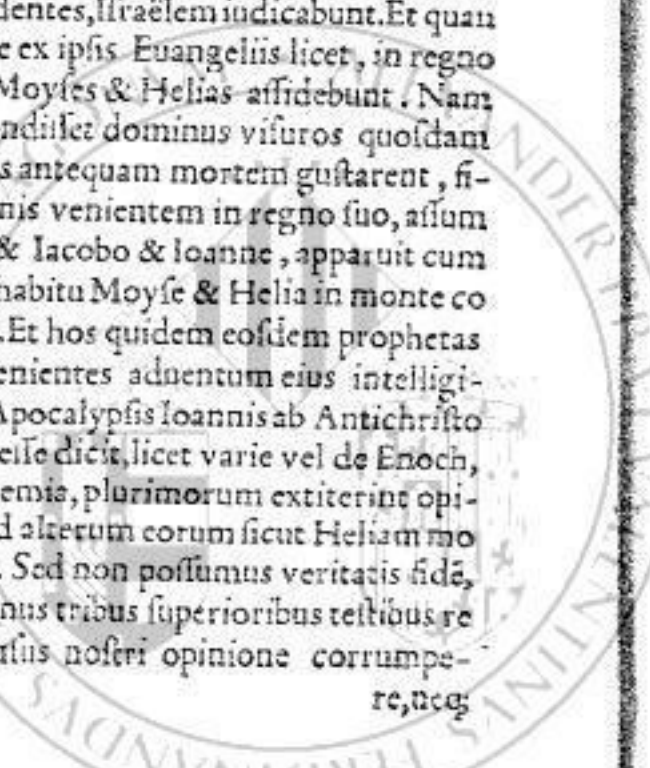 dentes,Israëlem iudicabunt.Et quan
e ex ipsis Euangeliis licet, in regno
Moyses & Helias assidebunt. Nam
ndisset dominus visuros quosdam
s antequam mortem gustarent, fi-
nis venientem in regno suo, assum
& Iacobo & Ioanne, apparuit cum
habitu Moyse & Helia in monte co
.Et hos quidem eosdem prophetas
enientes aduentum eius intelligi-
Apocalypsis Ioannis ab Antichristo
eisse dicit,licet varie vel de Enoch,
emia, plurimorum extiterint opi-
d alterum eorum sicut Heliam mo
. Sed non possumus veritatis fidē,
nus tribus superioribus testibus re
nsus nostri opinione corrumpe-
re,neq;